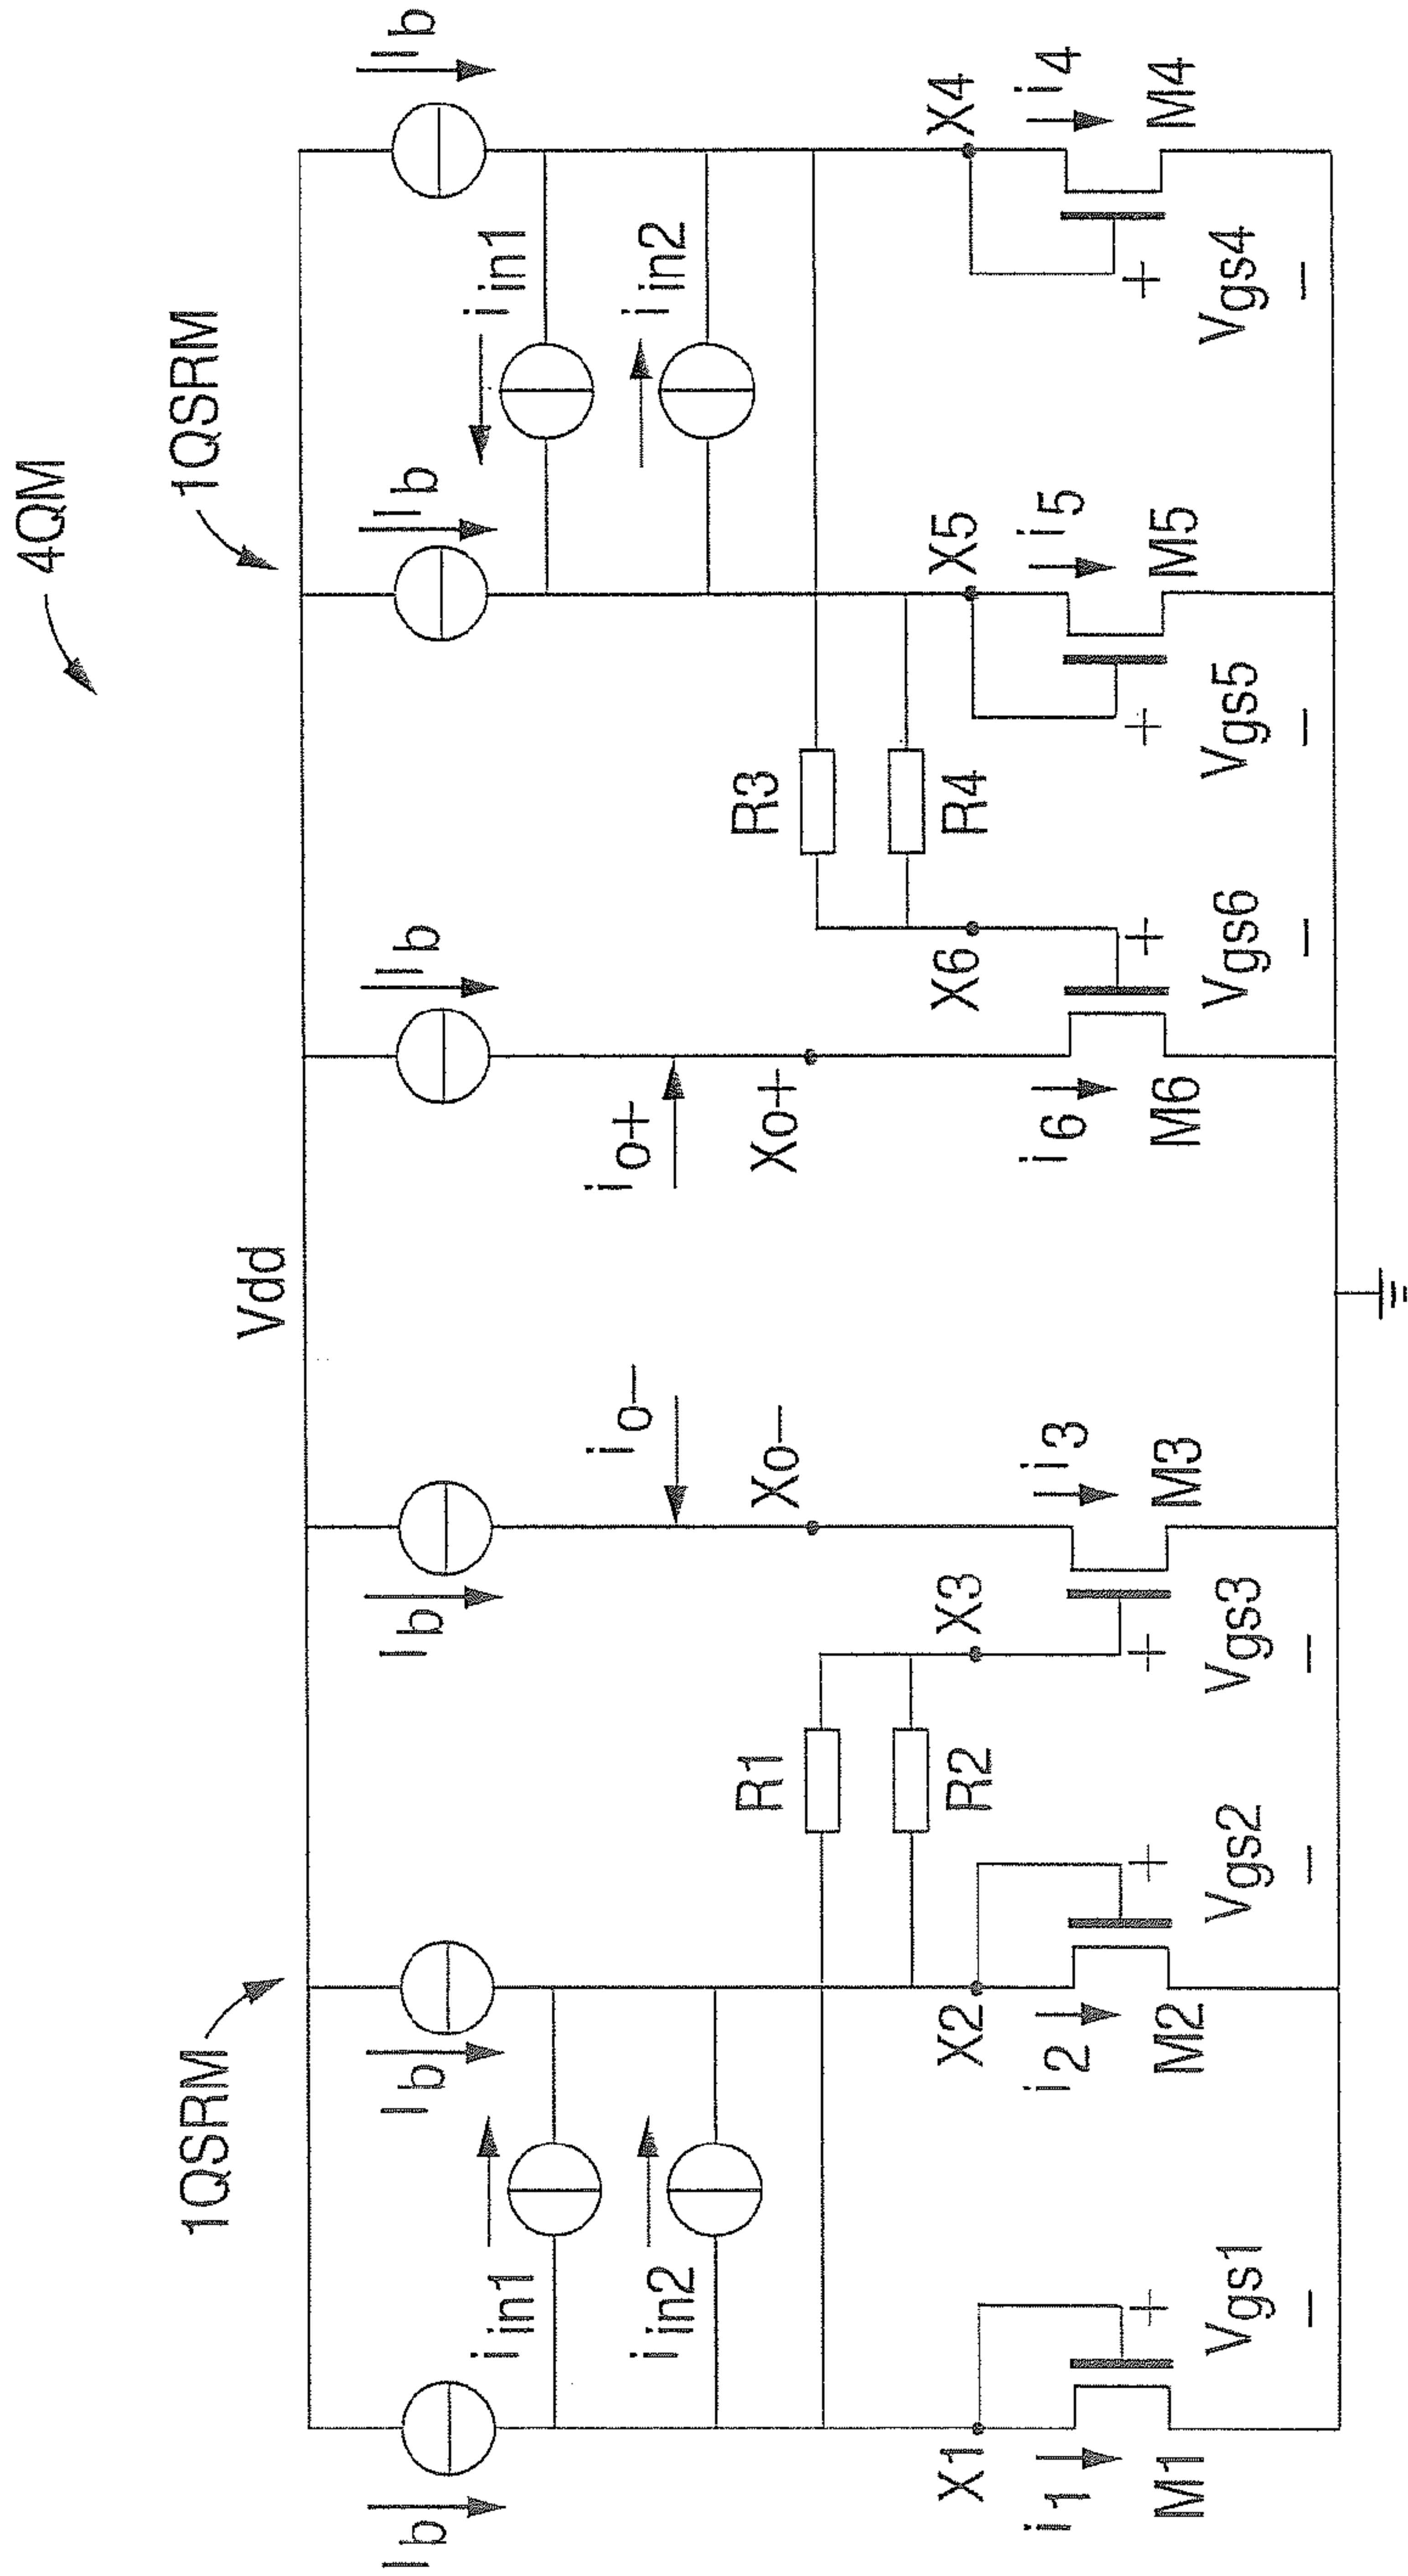 4QM
1QSRM
1QSRM
Vdd
Ib
Ib
Ib
Ib
Ib
Ib
iin1
iin1
io−
io+
iin2
iin2
R1
R3
Xo−
Xo+
X1
X2
R2
X3
X6
R4
X5
X4
i1
i2
i3
i6
i5
i4
+
+
+
+
+
+
M1
M2
M3
M6
M5
M4
Vgs1
Vgs2
Vgs3
Vgs6
Vgs5
Vgs4
−
−
−
−
−
−